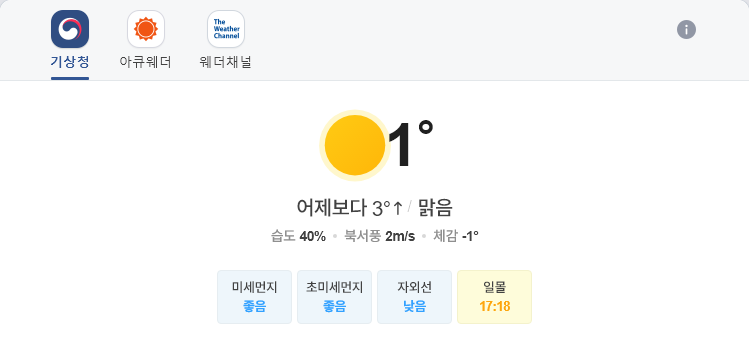 The
Weather
Channel
기상청 아큐웨더 웨더채널
1°
어제보다 3°↑ / 맑음
습도 40% • 북서풍 2m/s • 체감 -1°
미세먼지 초미세먼지 자외선 일몰
좋음 좋음 낮음 17:18